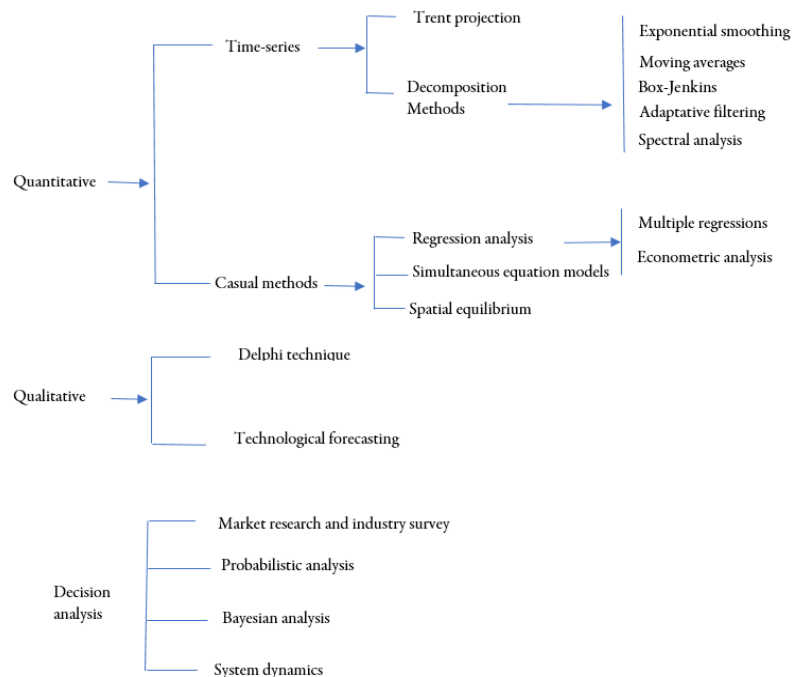 Quantitative
Time-series
Trent projection
Decomposition
Methods
Exponential smoothing
Moving averages
Box-Jenkins
Adaptative filtering
Spectral analysis
Casual methods
Regression analysis
Simultaneous equation models
Spatial equilibrium
Multiple regressions
Econometric analysis
Qualitative
Delphi technique
Technological forecasting
Decision
analysis
Market research and industry survey
Probabilistic analysis
Bayesian analysis
System dynamics